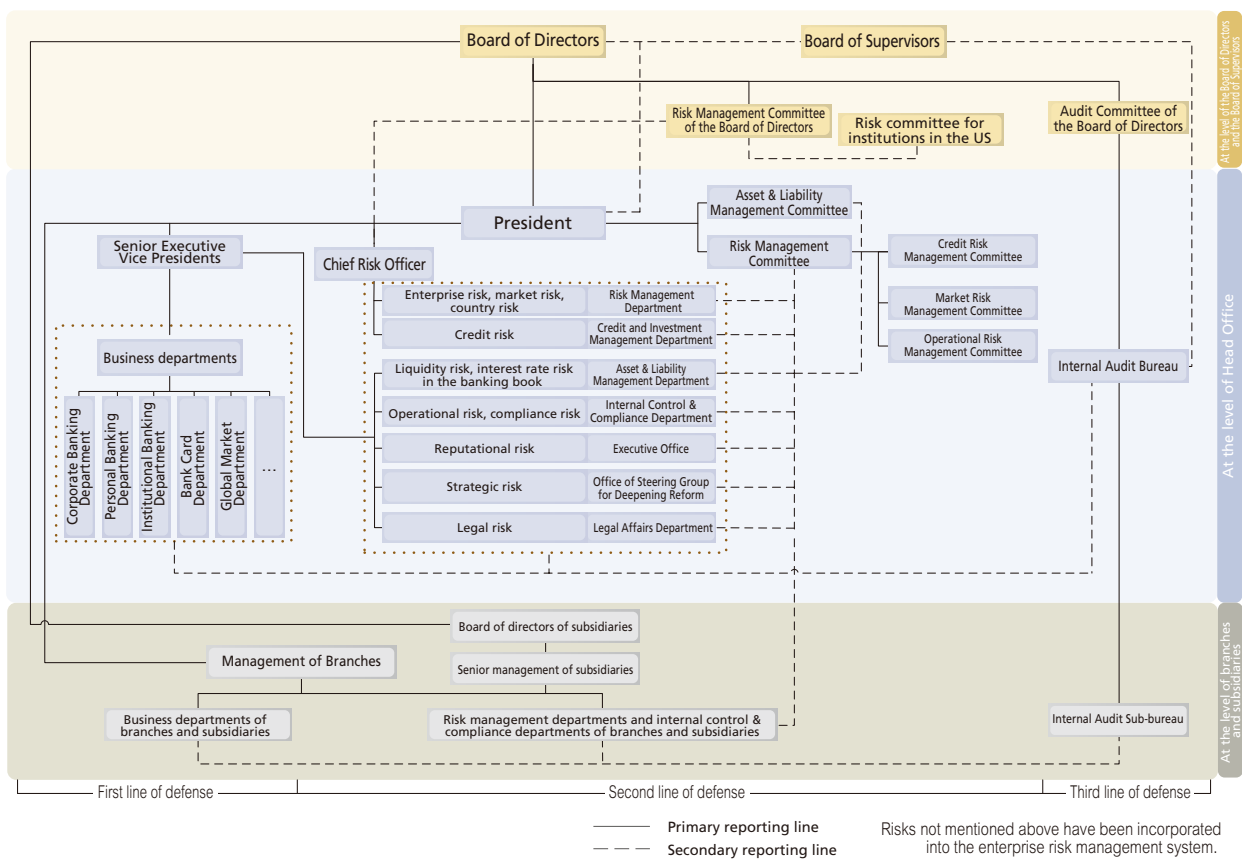 Board of Directors
Board of Supervisors
Risk Management Committee
of the Board of Directors
Risk committee for
institutions in the US
Audit Committee of
the Board of Directors
At the level of the Board of Directors
and the Board of Supervisors
President
Asset & Liability
Management Committee
Risk Management
Committee
Credit Risk
Management Committee
Market Risk
Management Committee
Operational Risk
Management Committee
Senior Executive
Vice Presidents
Chief Risk Officer
Enterprise risk, market risk,
country risk
Risk Management
Department
Credit risk
Credit and Investment
Management Department
Liquidity risk, interest rate risk
in the banking book
Asset & Liability
Management Department
Operational risk, compliance risk
Internal Control &
Compliance Department
Reputational risk
Executive Office
Strategic risk
Office of Steering Group
for Deepening Reform
Legal risk
Legal Affairs Department
Business departments
Corporate Banking
Department
Personal Banking
Department
Institutional Banking
Department
Bank Card
Department
Global Market
Department
...
Internal Audit Bureau
At the level of Head Office
Board of directors of subsidiaries
Management of Branches
Senior management of subsidiaries
Business departments of
branches and subsidiaries
Risk management departments and internal control &
compliance departments of branches and subsidiaries
Internal Audit Sub-bureau
At the level of branches
and subsidiaries
First line of defense
Second line of defense
Third line of defense
Primary reporting line
Secondary reporting line
Risks not mentioned above have been incorporated
into the enterprise risk management system.